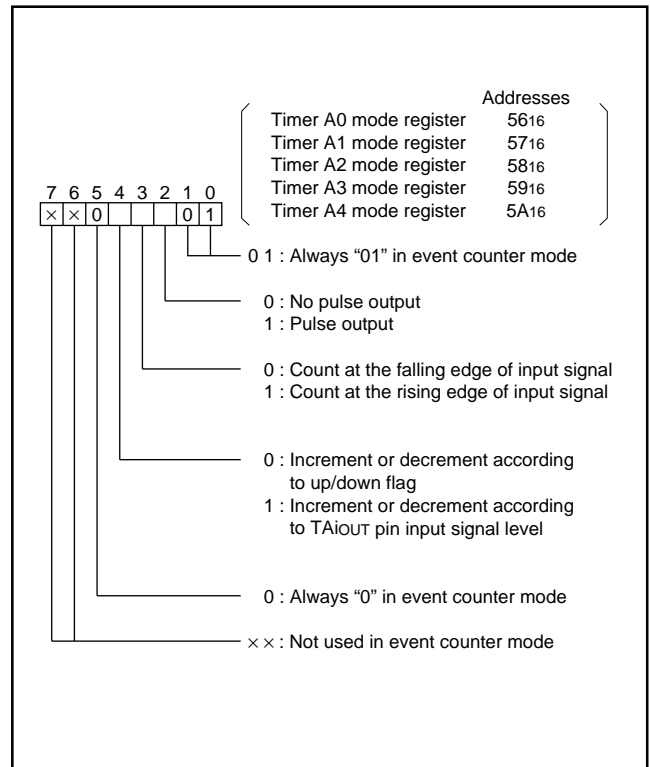 Addresses
Timer A0 mode register 5616
Timer A1 mode register 5716
Timer A2 mode register 5816
Timer A3 mode register 5916
Timer A4 mode register 5A16
7 6 5 4 3 2 1 0
× × 0 0 1
0 1 : Always “01” in event counter mode
0 : No pulse output
1 : Pulse output
0 : Count at the falling edge of input signal
1 : Count at the rising edge of input signal
0 : Increment or decrement according
to up/down flag
1 : Increment or decrement according
to TAiOUT pin input signal level
0 : Always “0” in event counter mode
×× : Not used in event counter mode